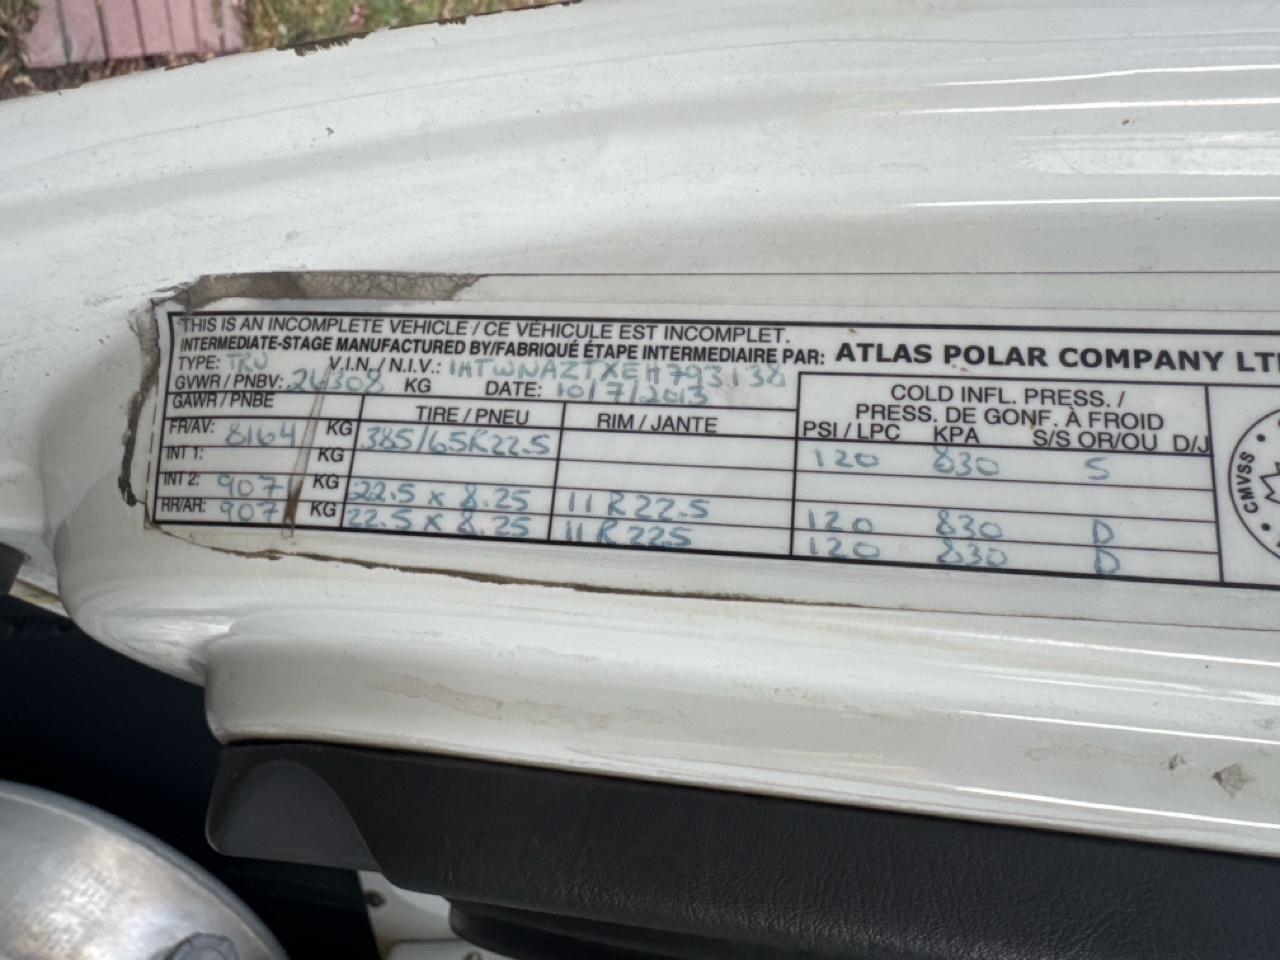 THIS IS AN INCOMPLETE VEHICLE / CE VÉHICULE EST INCOMPLET.
INTERMEDIATE-STAGE MANUFACTURED BY/FABRIQUÉ ÉTAPE INTERMEDIAIRE PAR: ATLAS POLAR COMPANY LT
TYPE: TRU V.I.N. / N.I.V.: 1HTWNAZTXEH793138
GVWR / PNBV: 26308 KG DATE: 10/7/2013
GAWR / PNBE TIRE / PNEU RIM / JANTE COLD INFL. PRESS. /
PRESS. DE GONF. À FROID
PSI / LPC KPA S/S OR/OU D/J
FR/AV: 8164 KG 385/65R22.5 120 830 S
INT 1: KG
INT 2: 9071 KG 22.5 x 8.25 11R22.5 120 830 D
RR/AR: 907 KG 22.5 x 8.25 11R225 120 830 D
CMVSS